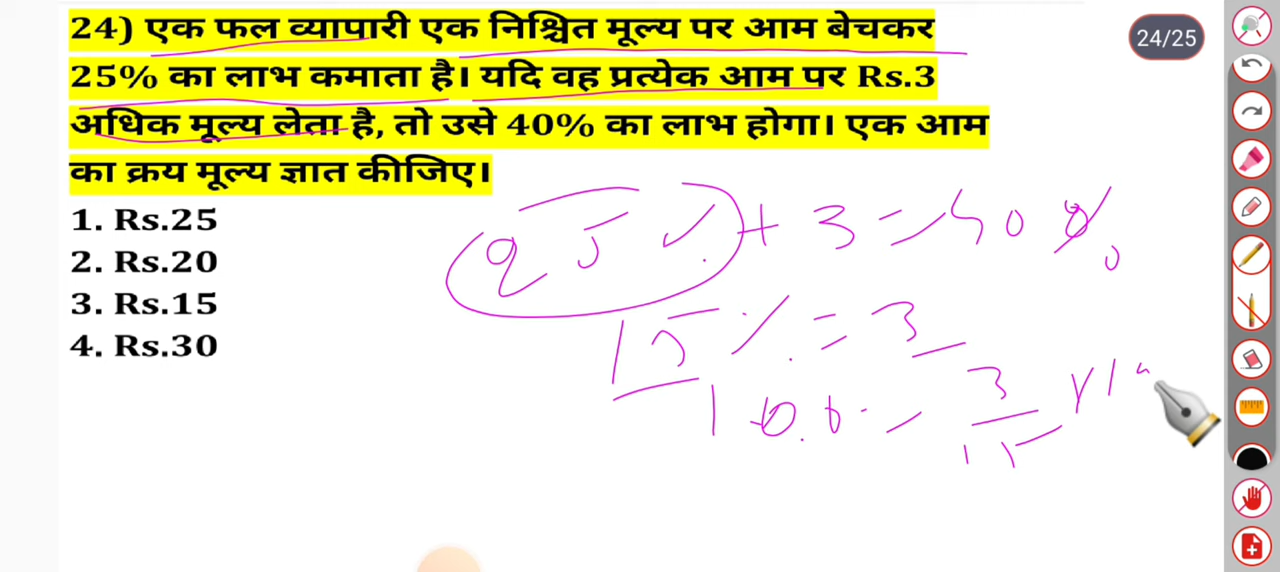 24) एक फल व्यापारी एक निश्चित मूल्य पर आम बेचकर
24/25
25% का लाभ कमाता है। यदि वह प्रत्येक आम पर Rs.3
अधिक मूल्य लेता है, तो उसे 40% का लाभ होगा। एक आम
का क्रय मूल्य ज्ञात कीजिए।
1. Rs.25
2. Rs.20
3. Rs.15
4. Rs.30
25% + 3 = 40%
15% = 3
100 = 3/15 × 1